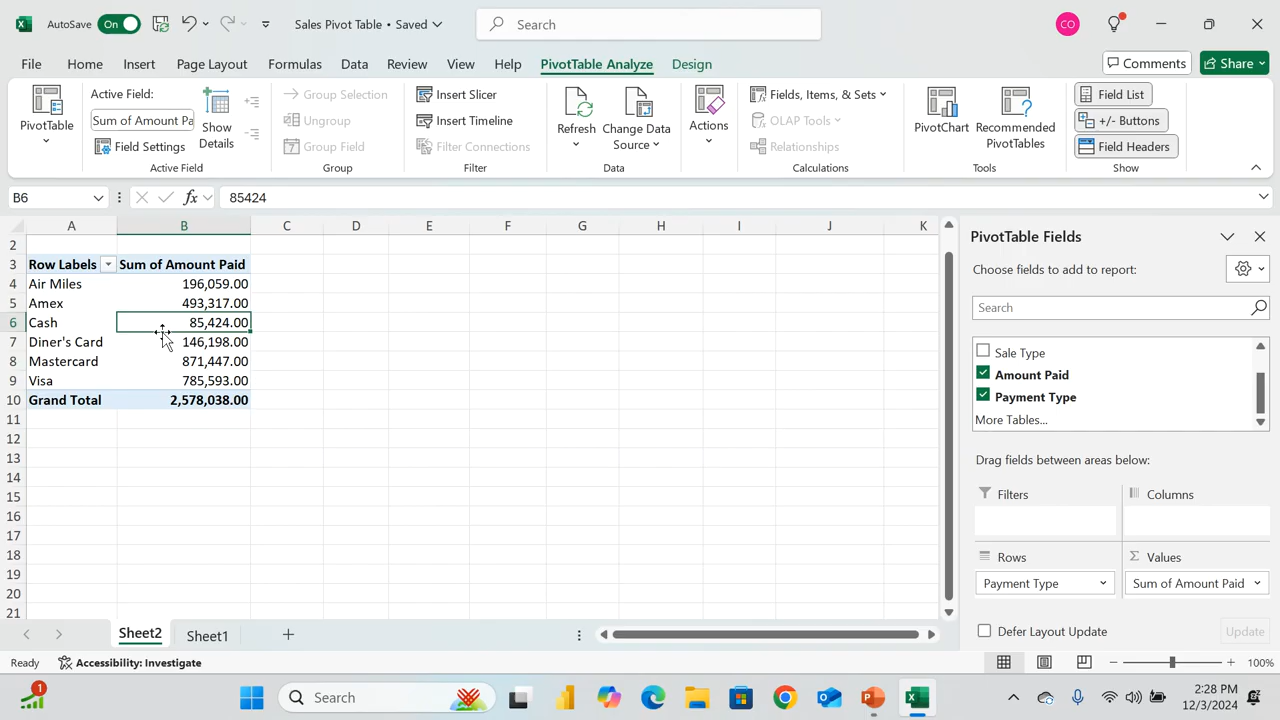 AutoSave On Sales Pivot Table • Saved Search CO
File Home Insert Page Layout Formulas Data Review View Help PivotTable Analyze Design Comments Share
PivotTable
Active Field:
Sum of Amount Pa
Field Settings
Show
Details
Active Field
Group Selection
Ungroup
Group Field
Group
Insert Slicer
Insert Timeline
Filter Connections
Filter
Refresh
Change Data
Source
Data
Actions
Fields, Items, & Sets
OLAP Tools
Relationships
Calculations
PivotChart
Recommended
PivotTables
Tools
Field List
+/- Buttons
Field Headers
Show
B6 fx 85424
A B C D E F G H I J K
2
3 Row Labels Sum of Amount Paid
4 Air Miles 196,059.00
5 Amex 493,317.00
6 Cash 85,424.00
7 Diner's Card 146,198.00
8 Mastercard 871,447.00
9 Visa 785,593.00
10 Grand Total 2,578,038.00
11
12
13
14
15
16
17
18
19
20
21
PivotTable Fields
Choose fields to add to report:
Search
Sale Type
Amount Paid
Payment Type
More Tables...
Drag fields between areas below:
Filters
Columns
Rows
Values
Payment Type
Sum of Amount Paid
Defer Layout Update Update
Sheet2 Sheet1
Ready Accessibility: Investigate 100%
1
Search
2:28 PM
12/3/2024